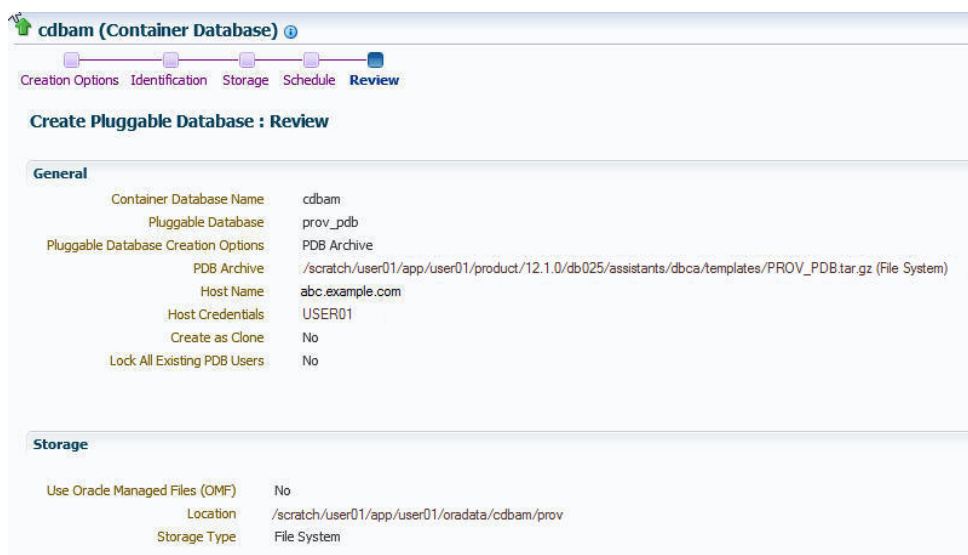 cdbam (Container Database)
Creation Options Identification Storage Schedule Review
Create Pluggable Database : Review
General
Container Database Name cdbam
Pluggable Database prov_pdb
Pluggable Database Creation Options PDB Archive
PDB Archive /scratch/user01/app/user01/product/12.1.0/db025/assistants/dbca/templates/PROV_PDB.tar.gz (File System)
Host Name abc.example.com
Host Credentials USER01
Create as Clone No
Lock All Existing PDB Users No
Storage
Use Oracle Managed Files (OMF) No
Location /scratch/user01/app/user01/oradata/cdbam/prov
Storage Type File System